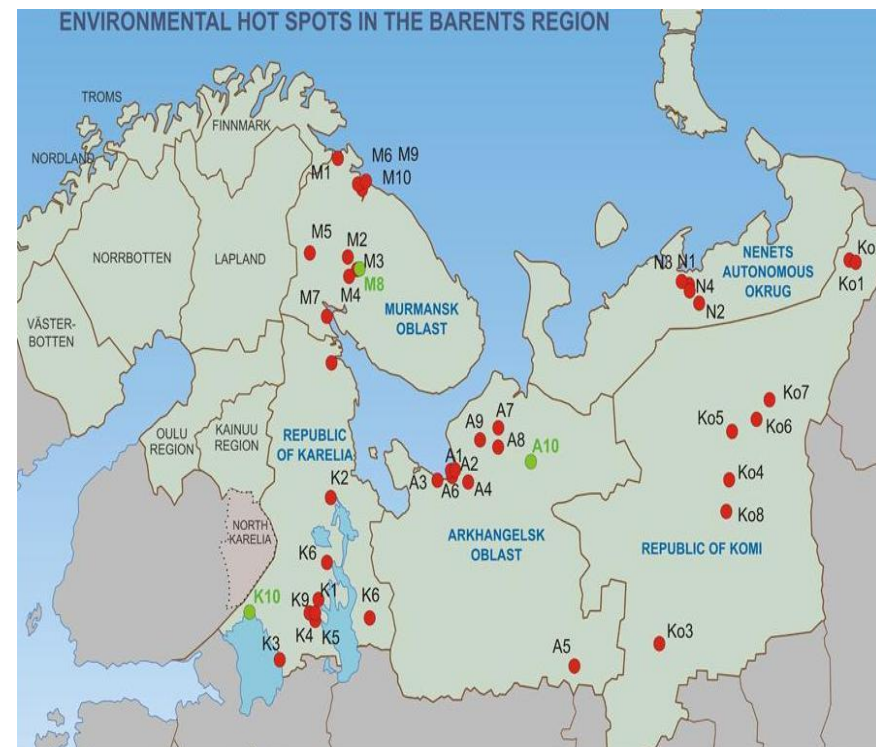 ENVIRONMENTAL HOT SPOTS IN THE BARENTS REGION
TROMS
FINNMARK
NORDLAND
M6 M9
M1
M10
M5
M2
NORRBOTTEN
LAPLAND
M3
M8
M4
N3 N1
NENETS
AUTONOMOUS
OKRUG
Ko
Ko1
N4
N2
M7
MURMANSK
OBLAST
VÄSTER-
BOTTEN
Ko7
Ko6
Ko5
A7
A9
A8
A10
OULU
REGION
KAINUU
REGION
REPUBLIC
OF KARELIA
A1
A2
A3
A6
A4
Ko4
K2
Ko8
NORTH
KARELIA
ARKHANGELSK
OBLAST
REPUBLIC OF KOMI
K6
K10
K9
K1
K6
K4
K5
K3
A5
Ko3